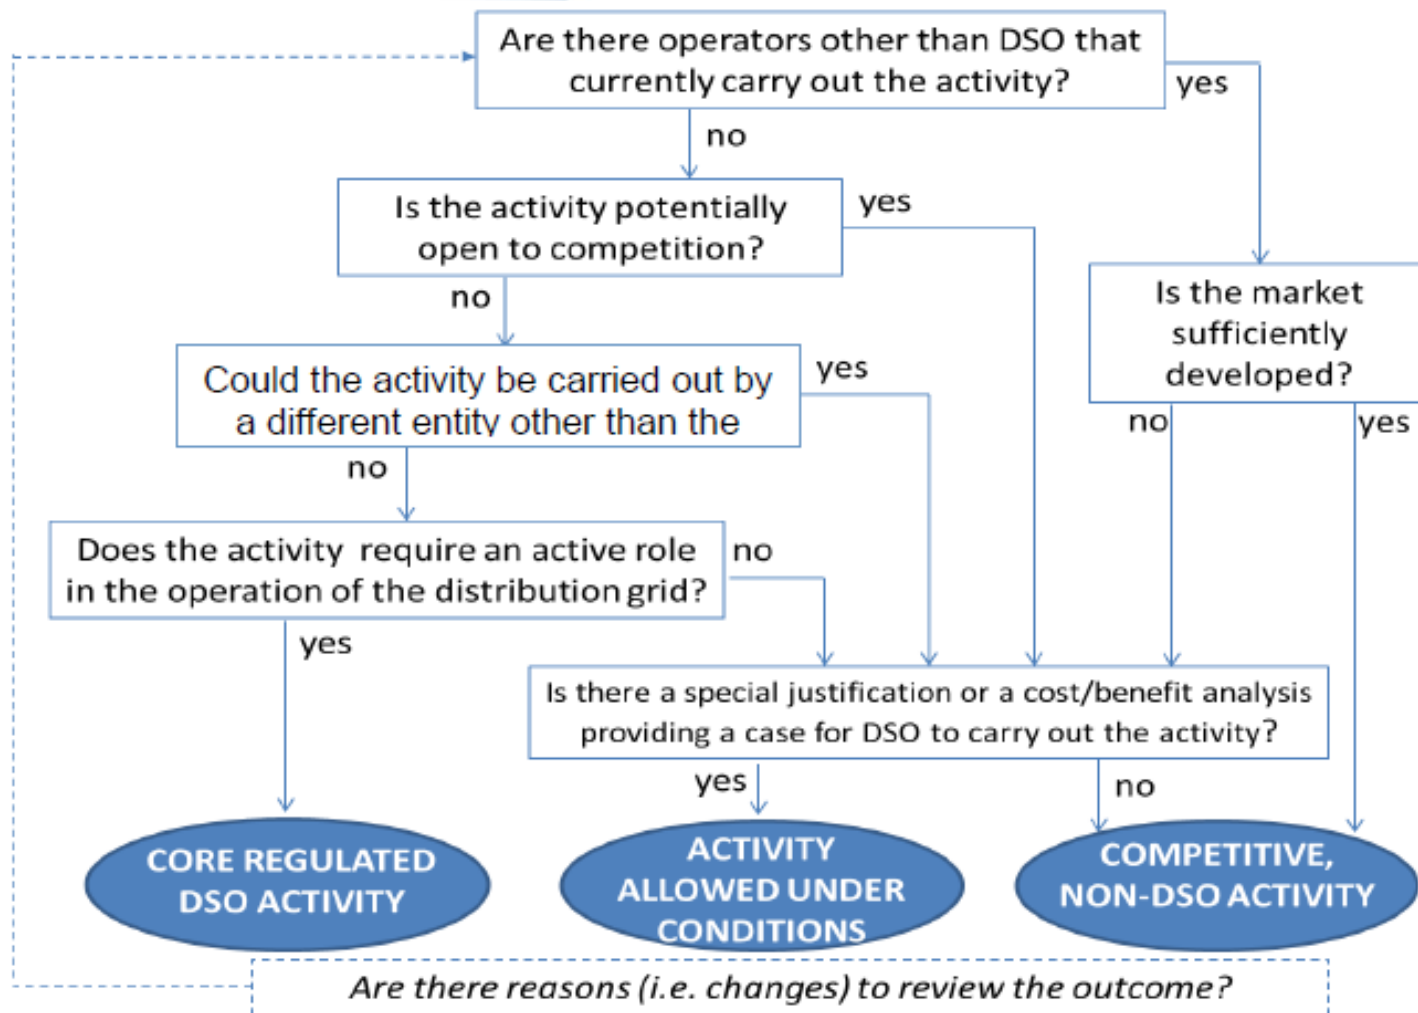 Are there operators other than DSO that
currently carry out the activity?
yes
no
Is the activity potentially
open to competition?
yes
no
Is the market
sufficiently
developed?
Could the activity be carried out by
a different entity other than the
yes
no
no
yes
Does the activity require an active role
in the operation of the distribution grid?
no
yes
Is there a special justification or a cost/benefit analysis
providing a case for DSO to carry out the activity?
yes
no
CORE REGULATED
DSO ACTIVITY
ACTIVITY
ALLOWED UNDER
CONDITIONS
COMPETITIVE,
NON-DSO ACTIVITY
Are there reasons (i.e. changes) to review the outcome?